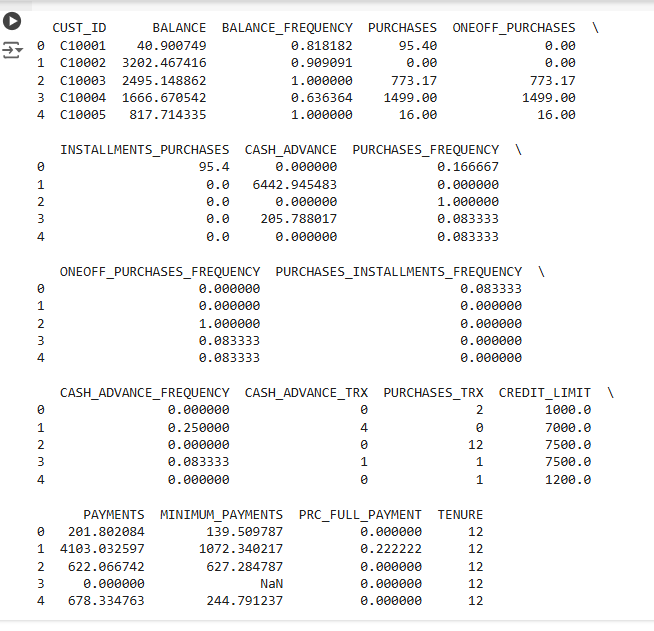 CUST_ID BALANCE BALANCE_FREQUENCY PURCHASES ONEOFF_PURCHASES \
0 C10001 40.900749 0.818182 95.40 0.00
1 C10002 3202.467416 0.909091 0.00 0.00
2 C10003 2495.148862 1.000000 773.17 773.17
3 C10004 1666.670542 0.636364 1499.00 1499.00
4 C10005 817.714335 1.000000 16.00 16.00
INSTALLMENTS_PURCHASES CASH_ADVANCE PURCHASES_FREQUENCY \
0 95.4 0.000000 0.166667
1 0.0 6442.945483 0.000000
2 0.0 0.000000 1.000000
3 0.0 205.788017 0.083333
4 0.0 0.000000 0.083333
ONEOFF_PURCHASES_FREQUENCY PURCHASES_INSTALLMENTS_FREQUENCY \
0 0.000000 0.083333
1 0.000000 0.000000
2 1.000000 0.000000
3 0.083333 0.000000
4 0.083333 0.000000
CASH_ADVANCE_FREQUENCY CASH_ADVANCE_TRX PURCHASES_TRX CREDIT_LIMIT \
0 0.000000 0 2 1000.0
1 0.250000 4 0 7000.0
2 0.000000 0 12 7500.0
3 0.083333 1 1 7500.0
4 0.000000 0 1 1200.0
PAYMENTS MINIMUM_PAYMENTS PRC_FULL_PAYMENT TENURE
0 201.802084 139.509787 0.000000 12
1 4103.032597 1072.340217 0.222222 12
2 622.066742 627.284787 0.000000 12
3 0.000000 NaN 0.000000 12
4 678.334763 244.791237 0.000000 12